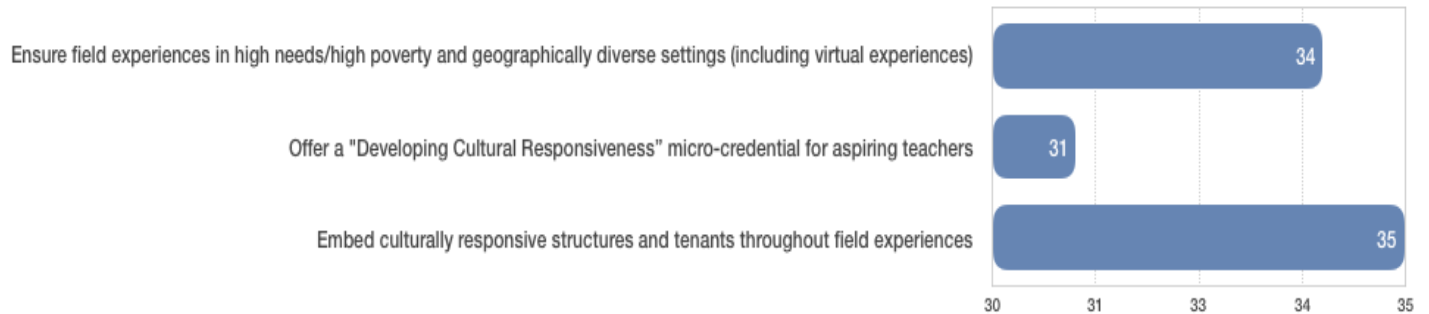 Ensure field experiences in high needs/high poverty and geographically diverse settings (including virtual experiences)
34
Offer a "Developing Cultural Responsiveness” micro-credential for aspiring teachers
31
Embed culturally responsive structures and tenants throughout field experiences
35
30 31 33 34 35